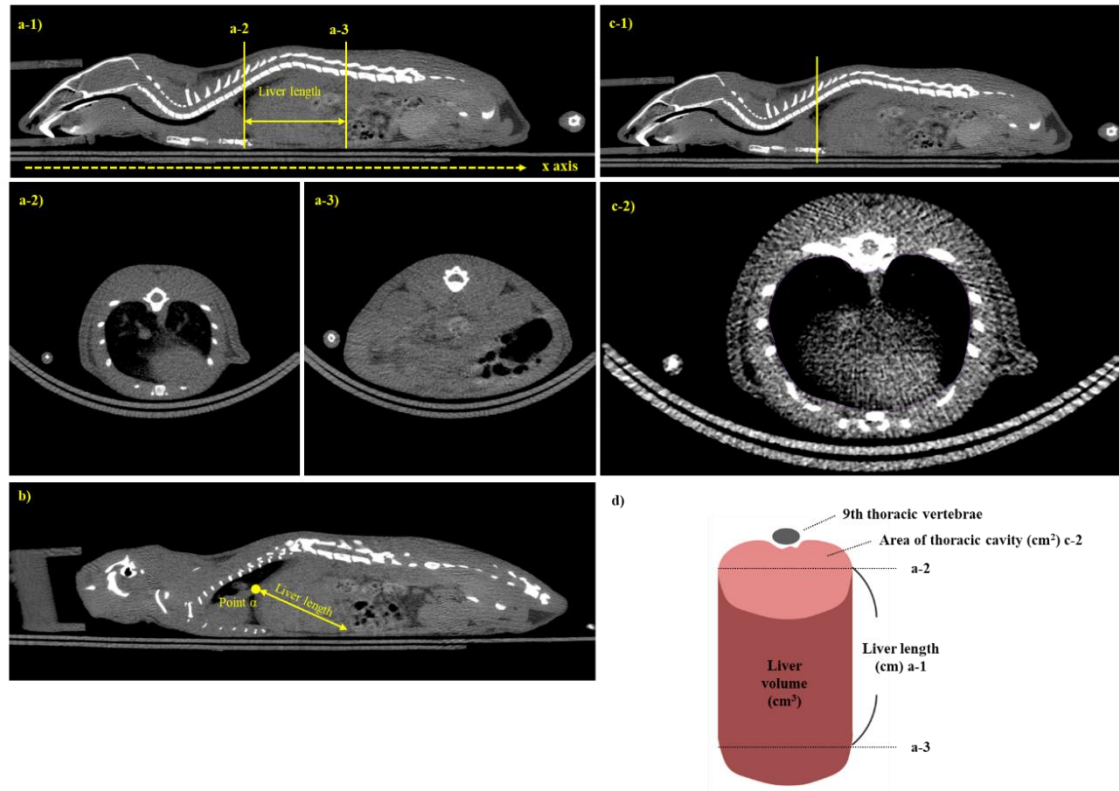 a-1)
a-2
a-3
Liver length
x axis
c-1)
a-2)
a-3)
c-2)
b)
Point α
Liver length
d)
9th thoracic vertebrae
Area of thoracic cavity (cm²) c-2
a-2
Liver length
(cm) a-1
Liver
volume
(cm³)
a-3